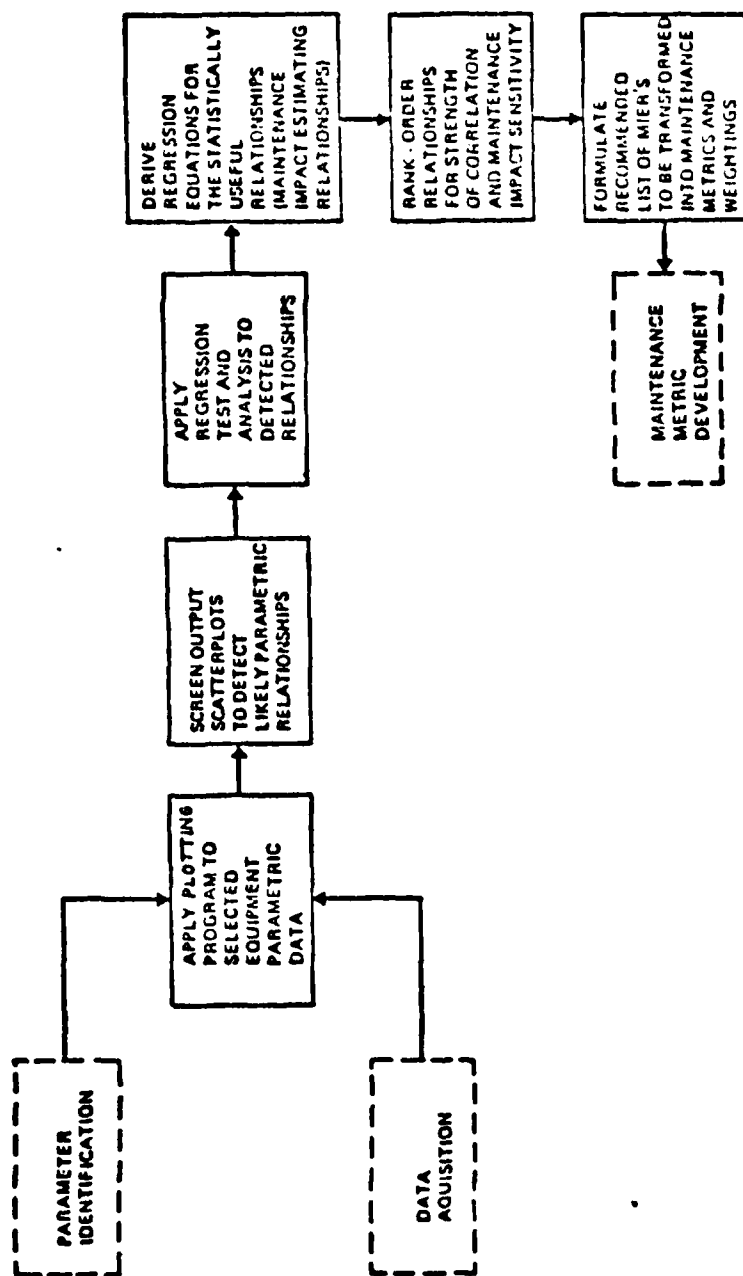 PARAMETER
IDENTIFICATION
DATA
AQUISITION
APPLY PLOTTING
PROGRAM TO
SELECTED
EQUIPMENT
PARAMETRIC
DATA
SCREEN OUTPUT
SCATTERPLOTS
TO DETECT
LIKELY PARAMETRIC
RELATIONSHIPS
APPLY
REGRESSION
TEST AND
ANALYSIS TO
DETECTED
RELATIONSHIPS
DERIVE
REGRESSION
EQUATIONS FOR
THE STATISTICALLY
USEFUL
RELATIONSHIPS
(MAINTENANCE
IMPACT ESTIMATING
RELATIONSHIPS)
RANK-ORDER
RELATIONSHIPS
FOR STRENGTH
OF CORRELATION
AND MAINTENANCE
IMPACT SENSITIVITY
FORMULATE
RECOMMENDED
LIST OF MIER'S
TO BE TRANSFORMED
INTO MAINTENANCE
METRICS AND
WEIGHTINGS
MAINTENANCE
METRIC
DEVELOPMENT